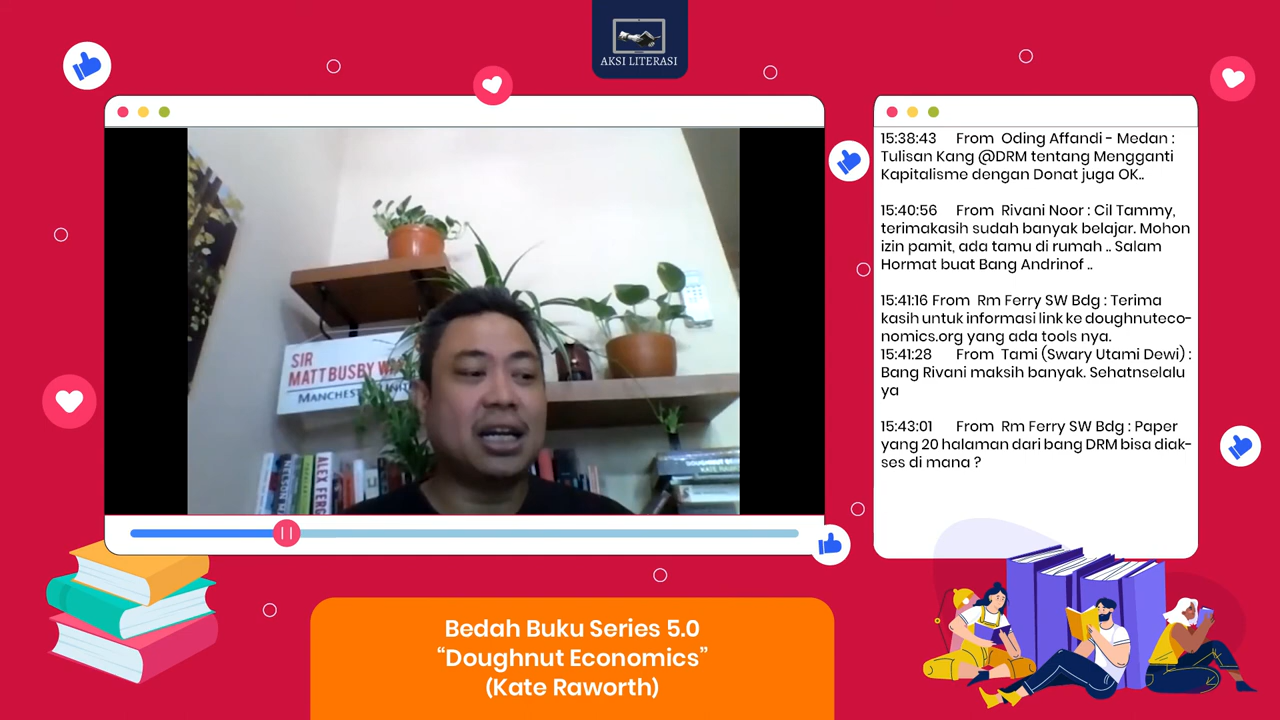 AKSI LITERASI
SIR
MATT BUSBY W
MANCHEST
NELSON
ALEX FERG
15:38:43 From Oding Affandi - Medan :
Tulisan Kang @DRM tentang Mengganti
Kapitalisme dengan Donat juga OK..
15:40:56 From Rivani Noor : Cil Tammy,
terimakasih sudah banyak belajar. Mohon
izin pamit, ada tamu di rumah .. Salam
Hormat buat Bang Andrinof ..
15:41:16 From Rm Ferry SW Bdg : Terima
kasih untuk informasi link ke doughnuteco-
nomics.org yang ada tools nya.
15:41:28 From Tami (Swary Utami Dewi) :
Bang Rivani maksih banyak. Sehatnselalu
ya
15:43:01 From Rm Ferry SW Bdg : Paper
yang 20 halaman dari bang DRM bisa diak-
ses di mana ?
Bedah Buku Series 5.0
“Doughnut Economics”
(Kate Raworth)